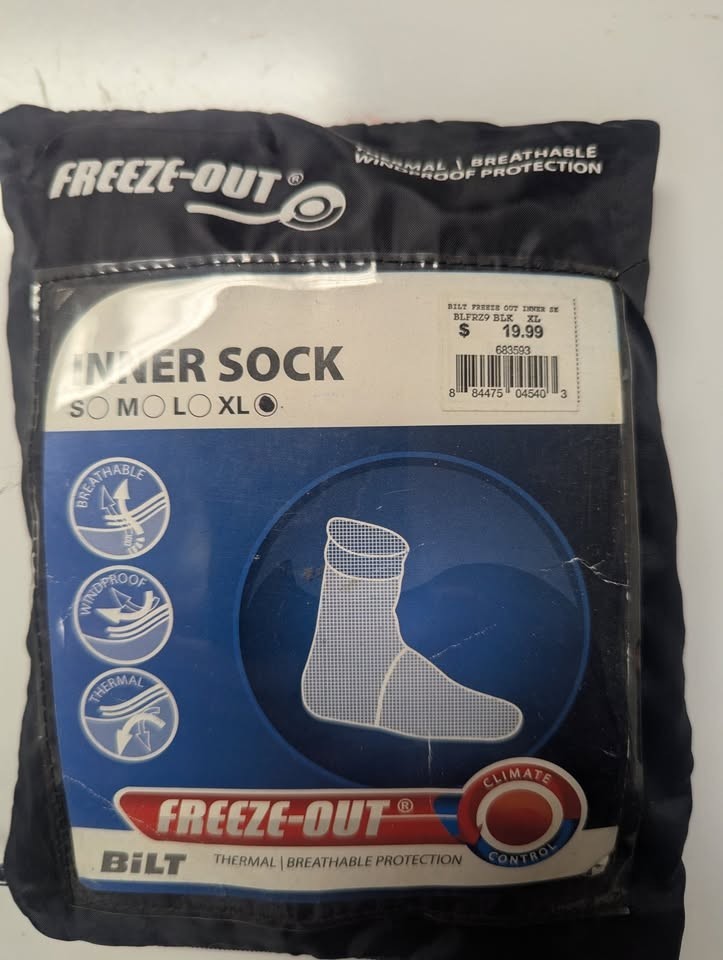 FREEZE-OUT®
THERMAL \ BREATHABLE
WINDPROOF PROTECTION
BILT FREEZE OUT INNER SK
BLFRZ9 BLK XL
$ 19.99
683593
8 84475 04540 3
INNER SOCK
S M L XL
BREATHABLE
WINDPROOF
THERMAL
CLIMATE
CONTROL
FREEZE-OUT®
BiLT
THERMAL | BREATHABLE PROTECTION